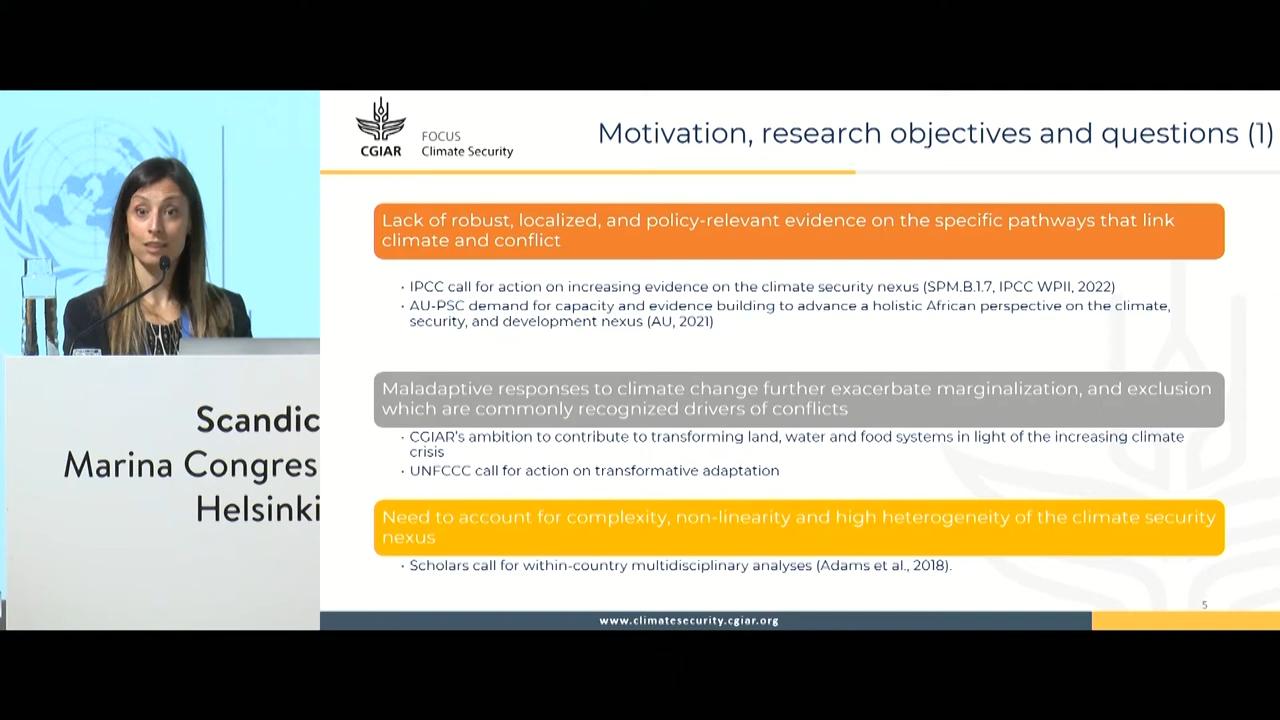 Scandic
Marina Congres
Helsinki
CGIAR
FOCUS
Climate Security
Motivation, research objectives and questions (1)
Lack of robust, localized, and policy-relevant evidence on the specific pathways that link
climate and conflict
· IPCC call for action on increasing evidence on the climate security nexus (SPM.B.1.7, IPCC WPII, 2022)
· AU-PSC demand for capacity and evidence building to advance a holistic African perspective on the climate,
security, and development nexus (AU, 2021)
Maladaptive responses to climate change further exacerbate marginalization, and exclusion
which are commonly recognized drivers of conflicts
· CGIAR's ambition to contribute to transforming land, water and food systems in light of the increasing climate
crisis
· UNFCCC call for action on transformative adaptation
Need to account for complexity, non-linearity and high heterogeneity of the climate security
nexus
· Scholars call for within-country multidisciplinary analyses (Adams et al., 2018).
5
www.climatesecurity.cgiar.org